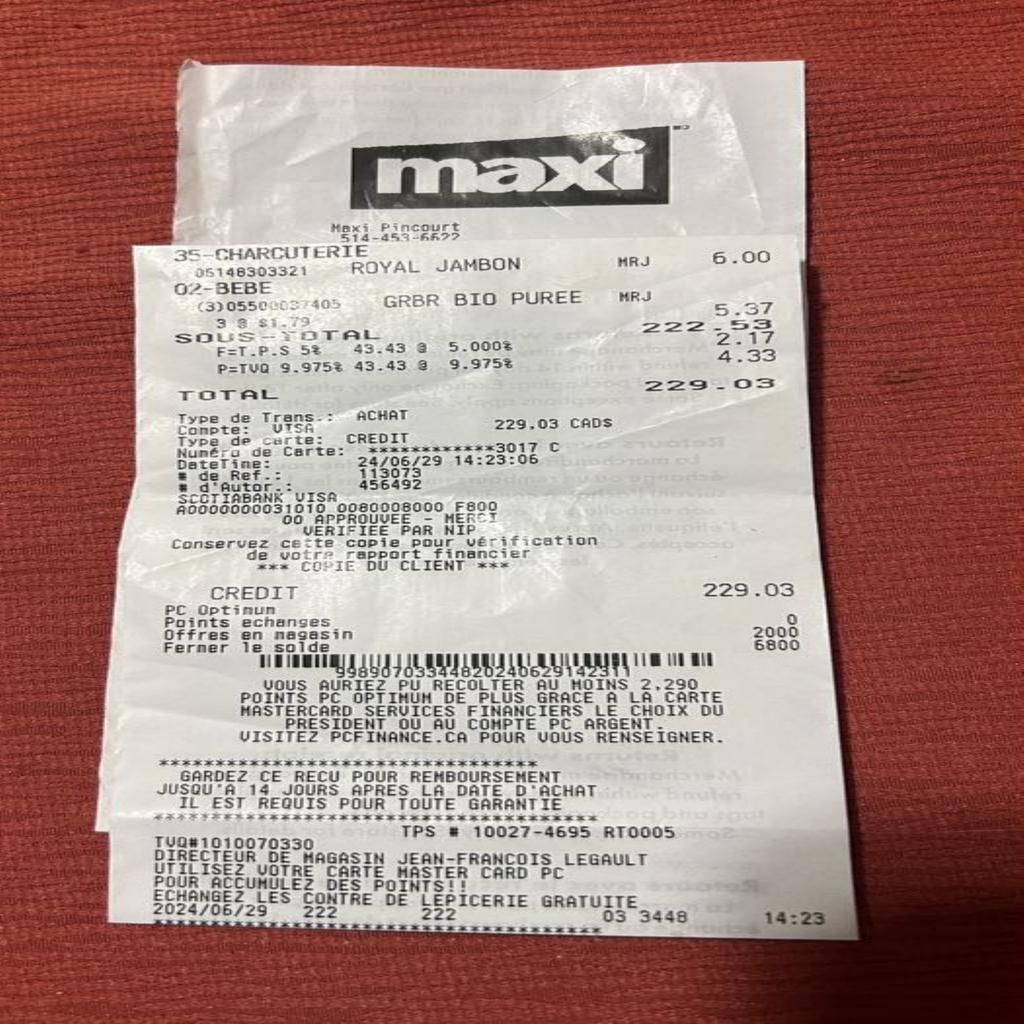 maxi
MD
Maxi Pincourt
514-453-6622
35-CHARCUTERIE
06148303321 ROYAL JAMBON MRJ 6.00
02-BEBE
(3)05500037405 GRBR BIO PUREE MRJ
3 @ $1.79 5.37
SOUS-TOTAL 222.53
F=T.P.S 5% 43.43 @ 5.000% 2.17
P=TVQ 9.975% 43.43 @ 9.975% 4.33
TOTAL 229.03
Type de Trans.: ACHAT
Compte: VISA 229.03 CAD$
Type de carte: CREDIT
Numéro de Carte: ************3017 C
DateTime: 24/06/29 14:23:06
# de Ref.: 113073
# d'Autor.: 456492
SCOTIABANK VISA
A0000000031010 0080008000 F800
00 APPROUVEE - MERCI
VERIFIEE PAR NIP
Conservez cette copie pour vérification
de votre rapport financier
*** COPIE DU CLIENT ***
CREDIT 229.03
PC Optimum
Points echanges 0
Offres en magasin 2000
Fermer le solde 6800
99890703344820240629142311
VOUS AURIEZ PU RECOLTER AU MOINS 2,290
POINTS PC OPTIMUM DE PLUS GRACE A LA CARTE
MASTERCARD SERVICES FINANCIERS LE CHOIX DU
PRESIDENT OU AU COMPTE PC ARGENT.
VISITEZ PCFINANCE.CA POUR VOUS RENSEIGNER.
***********************************
GARDEZ CE RECU POUR REMBOURSEMENT
JUSQU'A 14 JOURS APRES LA DATE D'ACHAT
IL EST REQUIS POUR TOUTE GARANTIE
***********************************
TPS # 10027-4695 RT0005
TVQ#1010070330
DIRECTEUR DE MAGASIN JEAN-FRANCOIS LEGAULT
UTILISEZ VOTRE CARTE MASTER CARD PC
POUR ACCUMULEZ DES POINTS!!
ECHANGEZ LES CONTRE DE LEPICERIE GRATUITE
2024/06/29 222 222 03 3448 14:23
***********************************